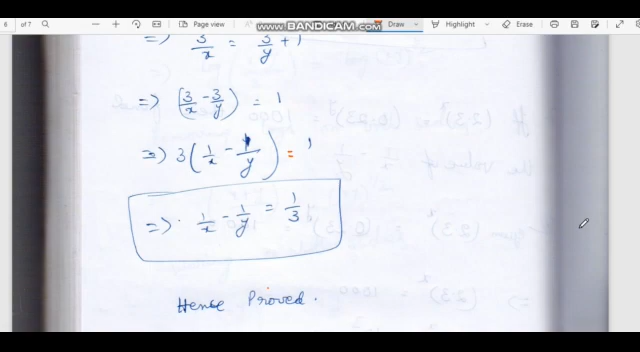 6 of 7 Page view WWW.BANDICAM.COM Draw Highlight Erase
=> 3/x = 3/y + 1
=> (3/x - 3/y) = 1
=> 3 (1/x - 1/y) = 1
=> 1/x - 1/y = 1/3
Hence Proved.